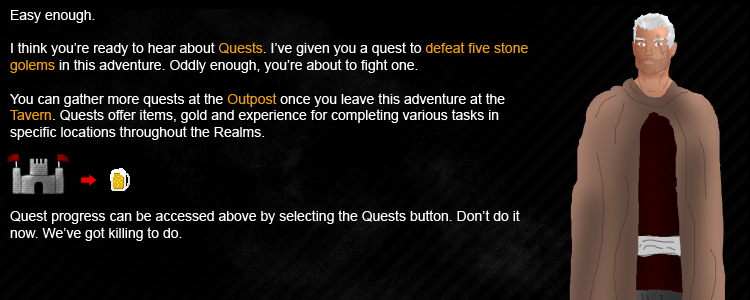 Easy enough.
I think you're ready to hear about Quests. I've given you a quest to defeat five stone
golems in this adventure. Oddly enough, you're about to fight one.
You can gather more quests at the Outpost once you leave this adventure at the
Tavern. Quests offer items, gold and experience for completing various tasks in
specific locations throughout the Realms.
Quest progress can be accessed above by selecting the Quests button. Don't do it
now. We've got killing to do.